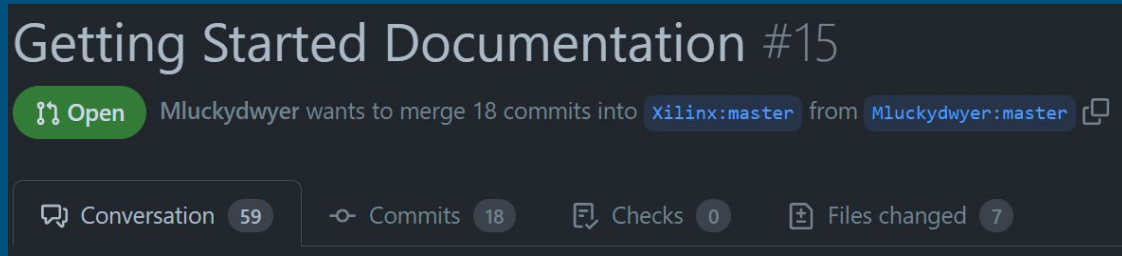 Getting Started Documentation #15
Open Mluckydwyer wants to merge 18 commits into Xilinx:master from Mluckydwyer:master
Conversation 59 Commits 18 Checks 0 Files changed 7